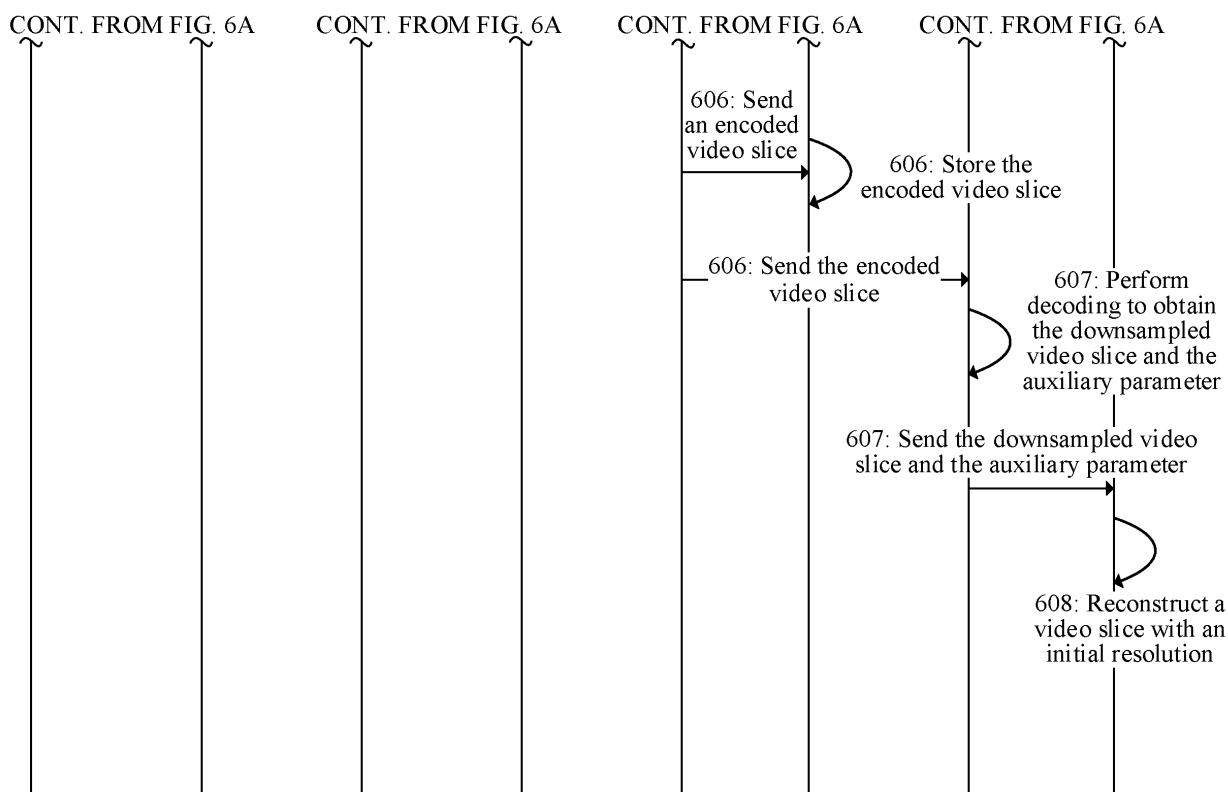 CONT. FROM FIG. 6A CONT. FROM FIG. 6A CONT. FROM FIG. 6A CONT. FROM FIG. 6A
606: Send
an encoded
video slice
606: Store the
encoded video slice
606: Send the encoded
video slice
607: Perform
decoding to obtain
the downsampled
video slice and the
auxiliary parameter
607: Send the downsampled video
slice and the auxiliary parameter
608: Reconstruct a
video slice with an
initial resolution